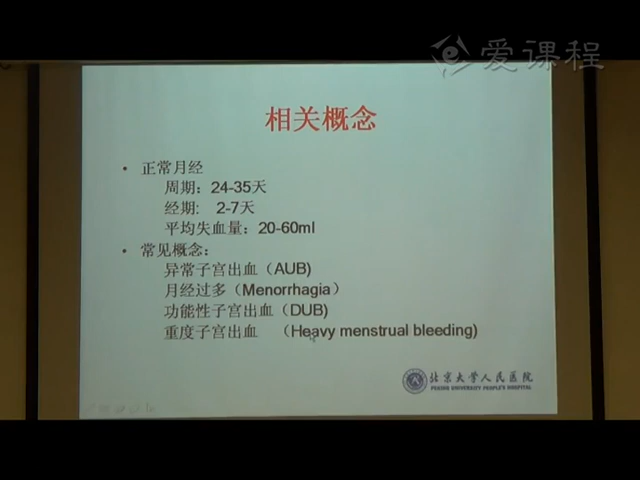 爱课程
相关概念
• 正常月经
周期：24-35天
经期: 2-7天
平均失血量：20-60ml
• 常见概念：
异常子宫出血（AUB)
月经过多（Menorrhagia）
功能性子宫出血（DUB)
重度子宫出血 （Heavy menstrual bleeding)
北京大学人民医院
PEKING UNIVERSITY PEOPLE'S HOSPITAL